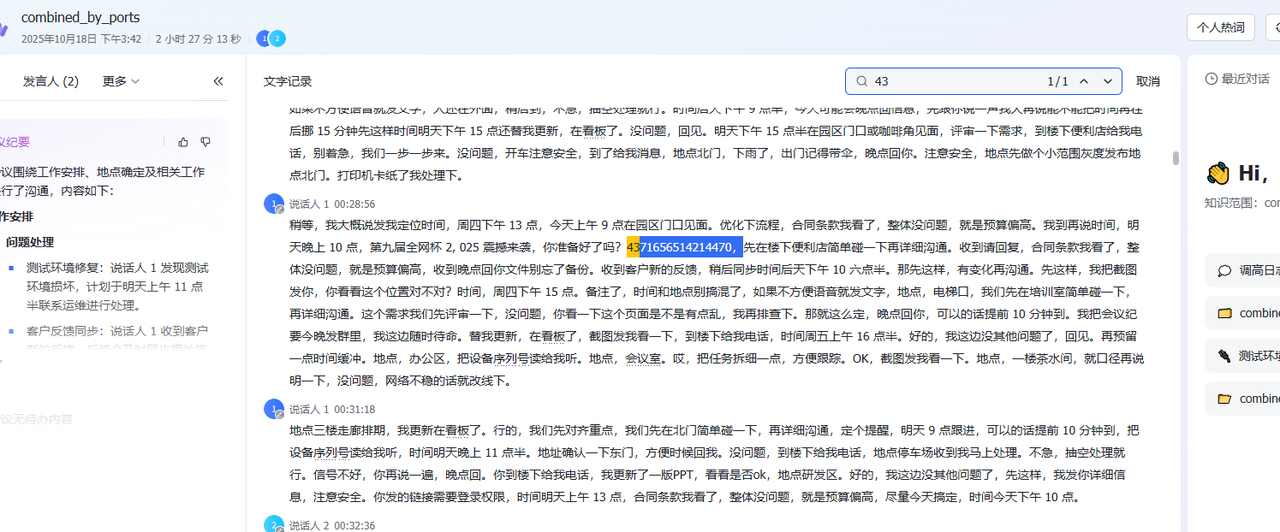 combined_by_ports
2025年10月18日 下午3:42 2 小时 27 分 13 秒 1 2
个人热词
发言人 (2) 更多
文字记录
43 1/1 取消
最近对话
议纪要
议围绕工作安排、地点确定及相关工作
行了沟通，内容如下：
作安排
问题处理
测试环境修复：说话人 1 发现测试
环境损坏，计划于明天上午 11 点
半联系运维进行处理。
客户反馈同步：说话人 1 收到客户
议无待办内容
如果不方便语音就发文字，人还在外面，稍后到，不急，抽空处理就行。时间后天下午 9 点半，今天可能会晚点回信息，先跟你说一声我大再说能不能把时间再往
后挪 15 分钟先这样时间明天下午 15 点还替我更新，在看板了。没问题，回见。明天下午 15 点半在园区门口或咖啡角见面，评审一下需求，到楼下便利店给我电
话，别着急，我们一步一步来。没问题，开车注意安全，到了给我消息，地点北门，下雨了，出门记得带伞，晚点回你。注意安全，地点先做个小范围灰度发布地
点北门。打印机卡纸了我处理下。
1 说话人 1 00:28:56
稍等，我大概说发我定位时间，周四下午 13 点，今天上午 9 点在园区门口见面。优化下流程，合同条款我看了，整体没问题，就是预算偏高。我到再说时间，明
天晚上 10 点，第九届全网杯 2, 025 震撼来袭，你准备好了吗？4371656514214470，先在楼下便利店简单碰一下再详细沟通。收到请回复，合同条款我看了，整
体没问题，就是预算偏高，收到晚点回你文件别忘了备份。收到客户新的反馈，稍后同步时间后天下午 10 六点半。那先这样，有变化再沟通。先这样，我把截图
发你，你看看这个位置对不对？时间，周四下午 15 点。备注了，时间和地点别搞混了，如果不方便语音就发文字，地点，电梯口，我们先在培训室简单碰一下，
再详细沟通。这个需求我们先评审一下，没问题，你看一下这个页面是不是有点乱，我再排查下。那就这么定，晚点回你，可以的话提前 10 分钟到。我把会议纪
要今晚发群里，我这边随时待命。替我更新，在看板了，截图发我看一下，到楼下给我电话，时间周五上午 16 点半。好的，我这边没其他问题了，回见。再预留
一点时间缓冲。地点，办公区，把设备序列号读给我听。地点，会议室。哎，把任务拆细一点，方便跟踪。OK，截图发我看一下。地点，一楼茶水间，就口径再说
明一下，没问题，网络不稳的话就改线下。
1 说话人 1 00:31:18
地点三楼走廊排期，我更新在看板了。行的，我们先对齐重点，我们先在北门简单碰一下，再详细沟通，定个提醒，明天 9 点跟进，可以的话提前 10 分钟到，把
设备序列号读给我听，时间明天上午 11 点半。地址确认一下东门，方便时候回我。没问题，到楼下给我电话，地点停车场收到我马上处理。不急，抽空处理就
行。信号不好，你再说一遍，晚点回。你到楼下给我电话，我更新了一版PPT，看看是否ok，地点研发区。好的，我这边没其他问题了，先这样，我发你详细信
息，注意安全。你发的链接需要登录权限，时间明天上午 13 点，合同条款我看了，整体没问题，就是预算偏高，尽量今天搞定，时间今天下午 10 点。
2 说话人 2 00:32:36
Hi，
知识范围：com
调高日志
combine
测试环境
combine